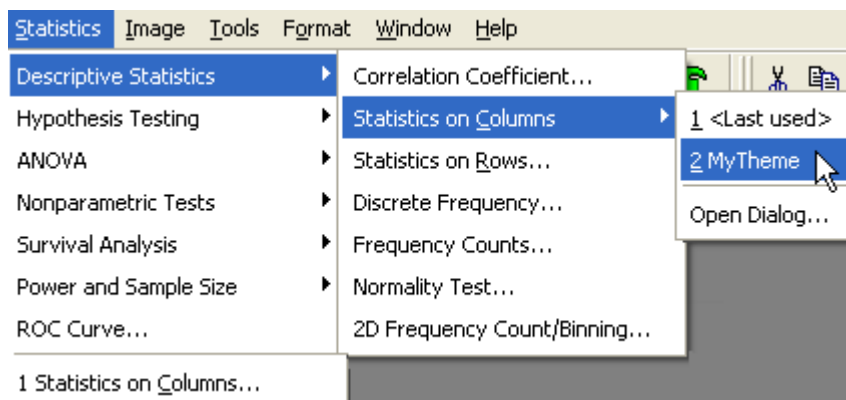 Statistics Image Tools Format Window Help
Descriptive Statistics
Hypothesis Testing
ANOVA
Nonparametric Tests
Survival Analysis
Power and Sample Size
ROC Curve...
1 Statistics on Columns...
Correlation Coefficient...
Statistics on Columns
Statistics on Rows...
Discrete Frequency...
Frequency Counts...
Normality Test...
2D Frequency Count/Binning...
1 <Last used>
2 MyTheme
Open Dialog...